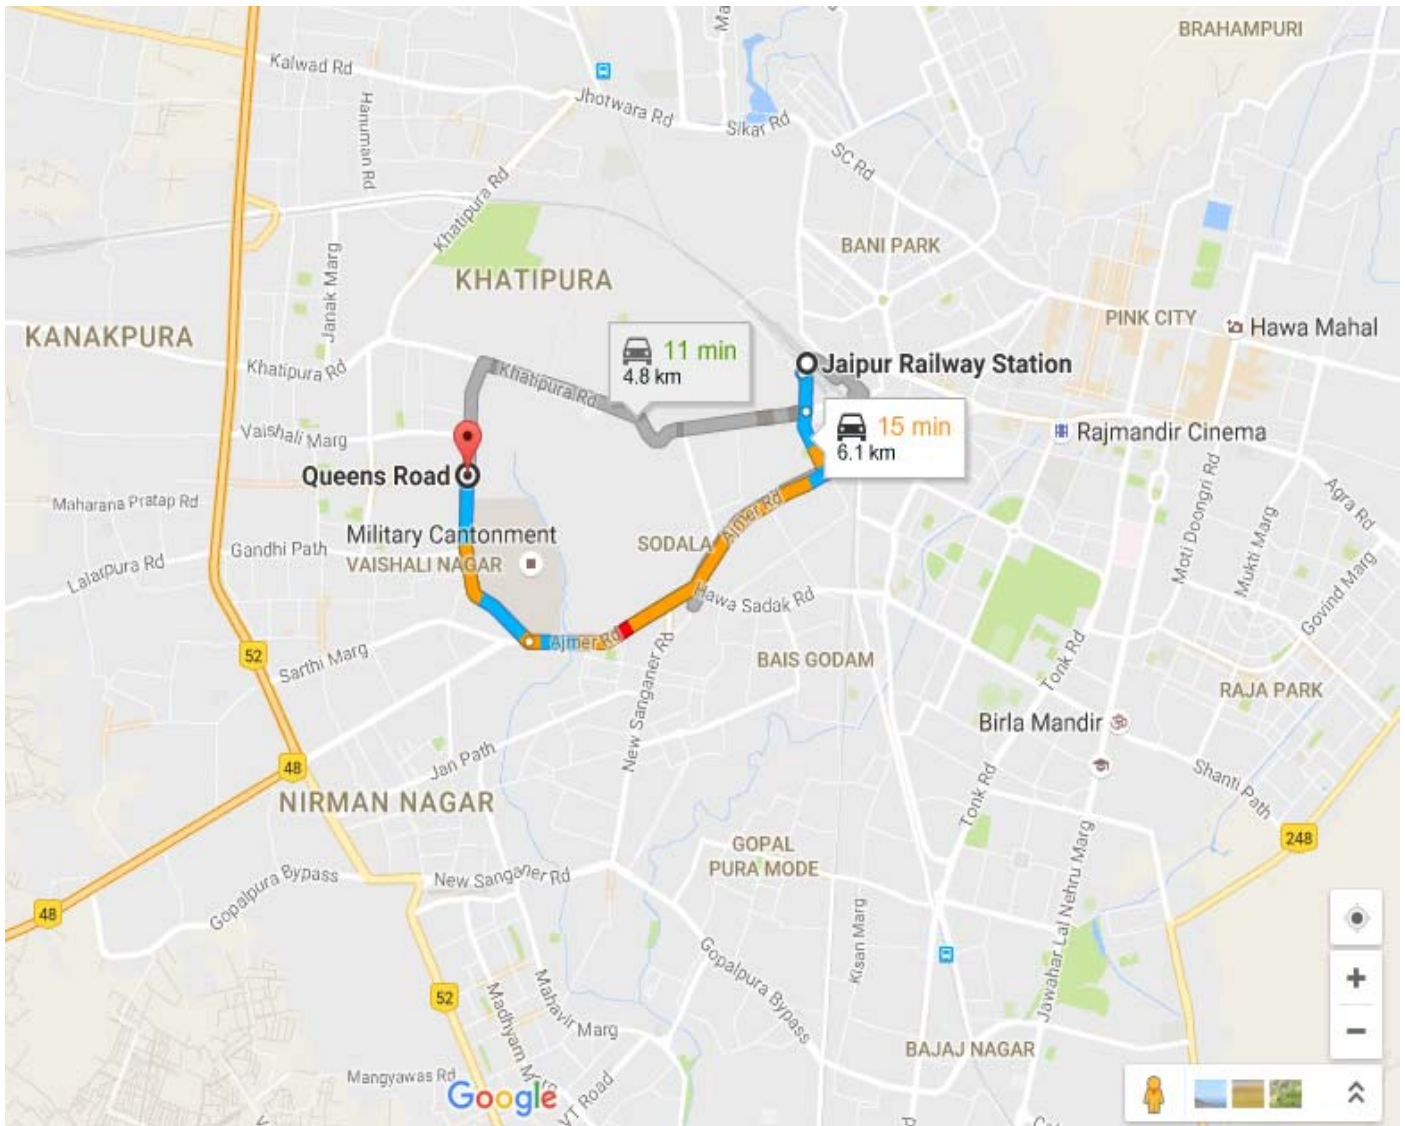 BRAHAMPURI
Kalwad Rd
Hanuman Rd
Jhotwara Rd
Sikar Rd
SC Rd
Khatipura Rd
BANI PARK
Janak Marg
KHATIPURA
PINK CITY
Hawa Mahal
KANAKPURA
11 min
4.8 km
Jaipur Railway Station
Khatipura Rd
Khatipura Rd
15 min
6.1 km
Vaishali Marg
Rajmandir Cinema
Queens Road
Maharana Pratap Rd
Moti Doongri Rd
Agra Rd
Mukti Marg
Ajmer Rd
Military Cantonment
VAISHALI NAGAR
SODALA
Gandhi Path
Lalarpura Rd
Hawa Sadak Rd
Govind Marg
52
Sarthi Marg
Ajmer Rd
New Sanganer Rd
BAIS GODAM
Tonk Rd
RAJA PARK
Birla Mandir
48
Jan Path
NIRMAN NAGAR
Tonk Rd
Shanti Path
248
GOPAL
PURA MODE
Gopalpura Bypass
New Sanganer Rd
48
Kisan Marg
Jawahar Lal Nehru Marg
Gopalpura Bypass
52
Madhyam
Mahavir Marg
BAJAJ NAGAR
Mangyawas Rd
Google
VT Road